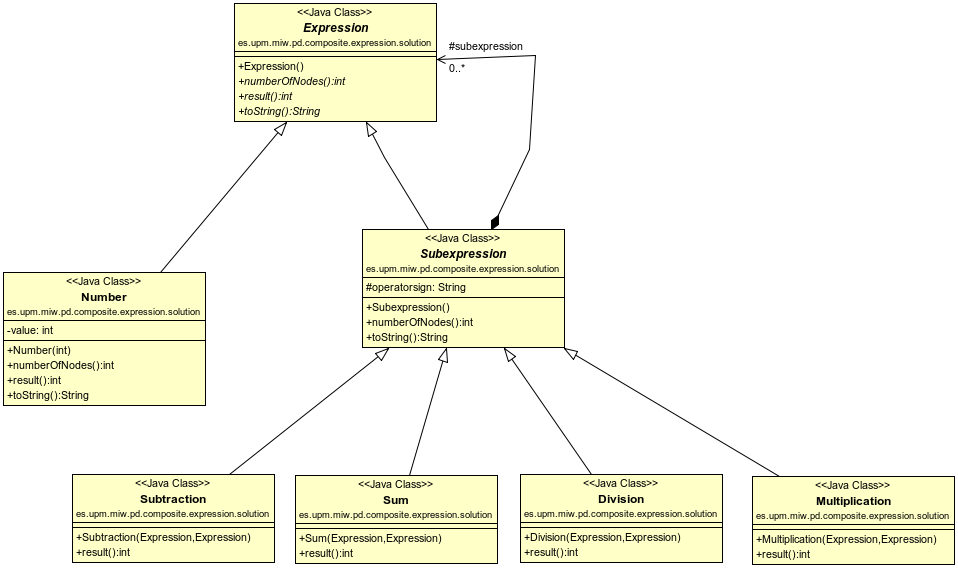 <<Java Class>>
Expression
es.upm.miw.pd.composite.expression.solution
+Expression()
+numberOfNodes():int
+result():int
+toString():String
#subexpression
0..*
<<Java Class>>
Subexpression
es.upm.miw.pd.composite.expression.solution
#operatorsign: String
+Subexpression()
+numberOfNodes():int
+toString():String
<<Java Class>>
Number
es.upm.miw.pd.composite.expression.solution
-value: int
+Number(int)
+numberOfNodes():int
+result():int
+toString():String
<<Java Class>>
Subtraction
es.upm.miw.pd.composite.expression.solution
+Subtraction(Expression,Expression)
+result():int
<<Java Class>>
Sum
es.upm.miw.pd.composite.expression.solution
+Sum(Expression,Expression)
+result():int
<<Java Class>>
Division
es.upm.miw.pd.composite.expression.solution
+Division(Expression,Expression)
+result():int
<<Java Class>>
Multiplication
es.upm.miw.pd.composite.expression.solution
+Multiplication(Expression,Expression)
+result():int